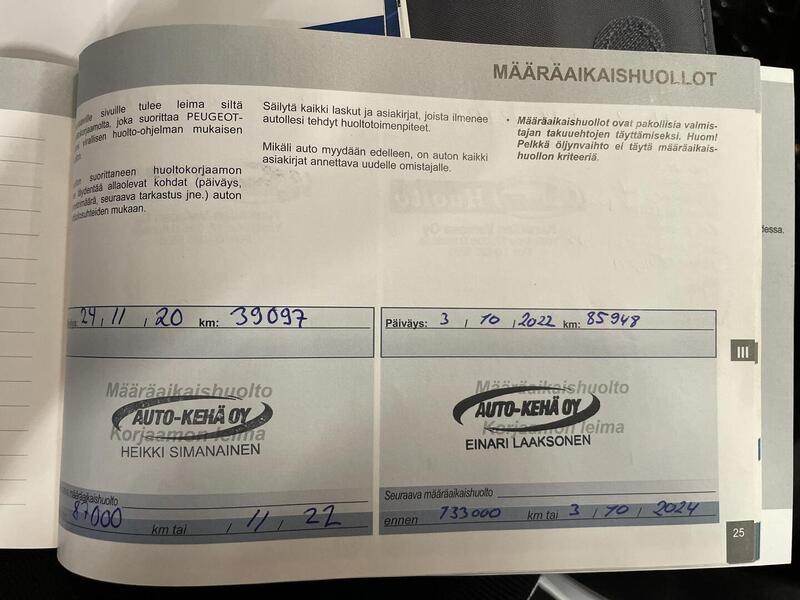 MÄÄRÄAIKAISHUOLLOT
sivuille tulee leima siltä
joka suorittaa PEUGEOT-
virallisen huolto-ohjelman mukaisen
suorittaneen huoltokorjaamon
täydentää allaolevat kohdat (päiväys,
seuraava tarkastus jne.) auton
mukaan.
Säilytä kaikki laskut ja asiakirjat, joista ilmenee
autollesi tehdyt huoltotoimenpiteet.
Mikäli auto myydään edelleen, on auton kaikki
asiakirjat annettava uudelle omistajalle.
• Määräaikaishuollot ovat pakollisia valmis-
tajan takuuehtojen täyttämiseksi. Huom!
Pelkkä öljynvaihto ei täytä määräaikais-
huollon kriteeriä.
24 / 11 / 20 km: 39097
Määräaikaishuolto
AUTO-KEHÄ OY
Korjaamon leima
HEIKKI SIMANAINEN
määräaikaishuolto
87000 km tai / 11 / 22
Päiväys: 3 / 10 / 2022 km: 85948
Määräaikaishuolto
AUTO-KEHÄ OY
Korjaamon leima
EINARI LAAKSONEN
Seuraava määräaikaishuolto
ennen 133000 km tai 3 / 10 / 2024
III
25